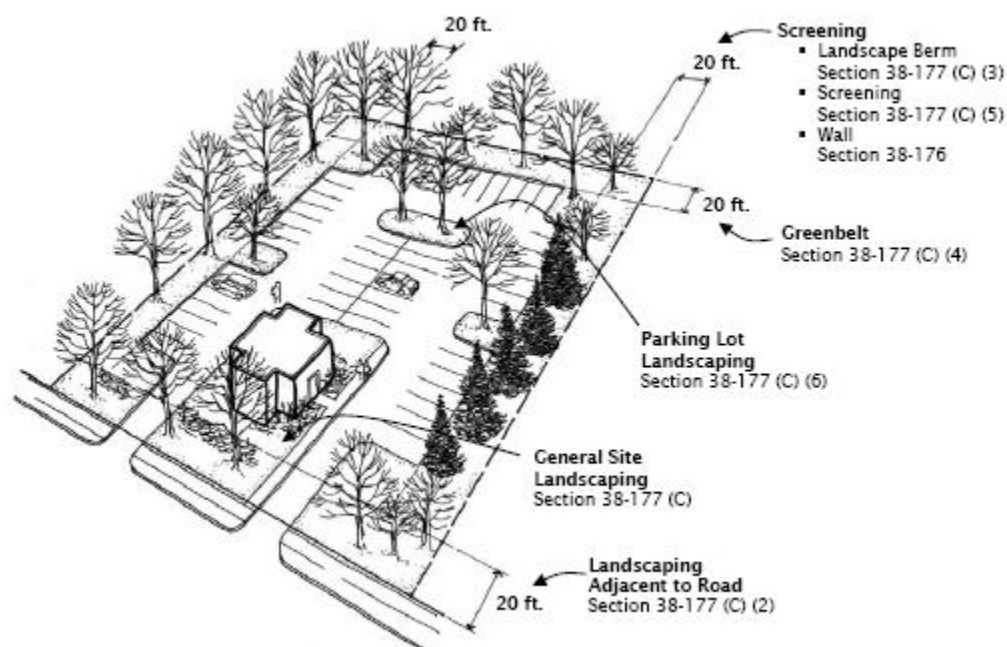 20 ft.
Screening
▪ Landscape Berm
Section 38-177 (C) (3)
▪ Screening
Section 38-177 (C) (5)
▪ Wall
Section 38-176
20 ft.
20 ft.
Greenbelt
Section 38-177 (C) (4)
Parking Lot
Landscaping
Section 38-177 (C) (6)
General Site
Landscaping
Section 38-177 (C)
Landscaping
Adjacent to Road
Section 38-177 (C) (2)
20 ft.